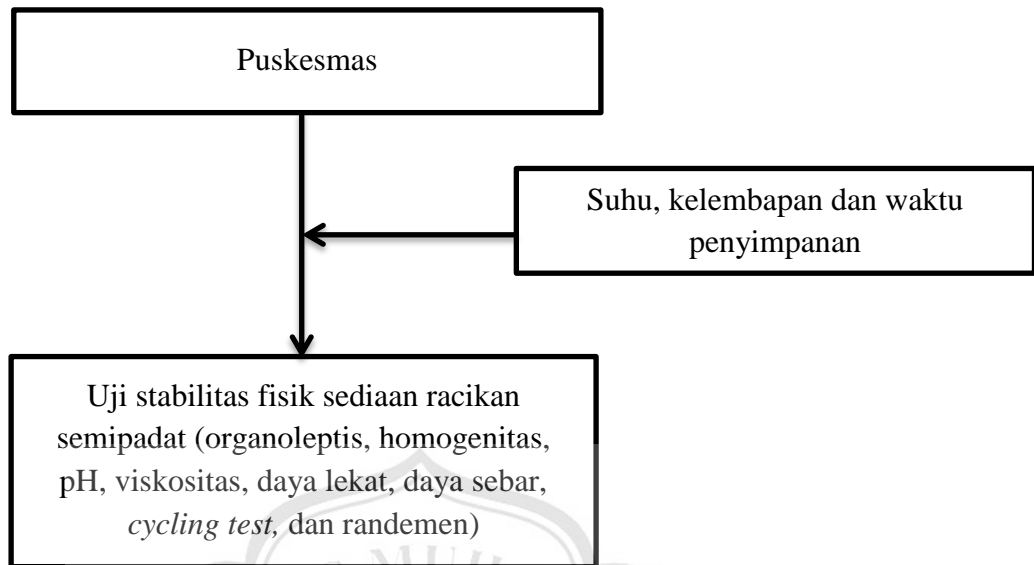 Puskesmas
Suhu, kelembapan dan waktu
penyimpanan
Uji stabilitas fisik sediaan racikan
semipadat (organoleptis, homogenitas,
pH, viskositas, daya lekat, daya sebar,
cycling test, dan randemen)
MUH